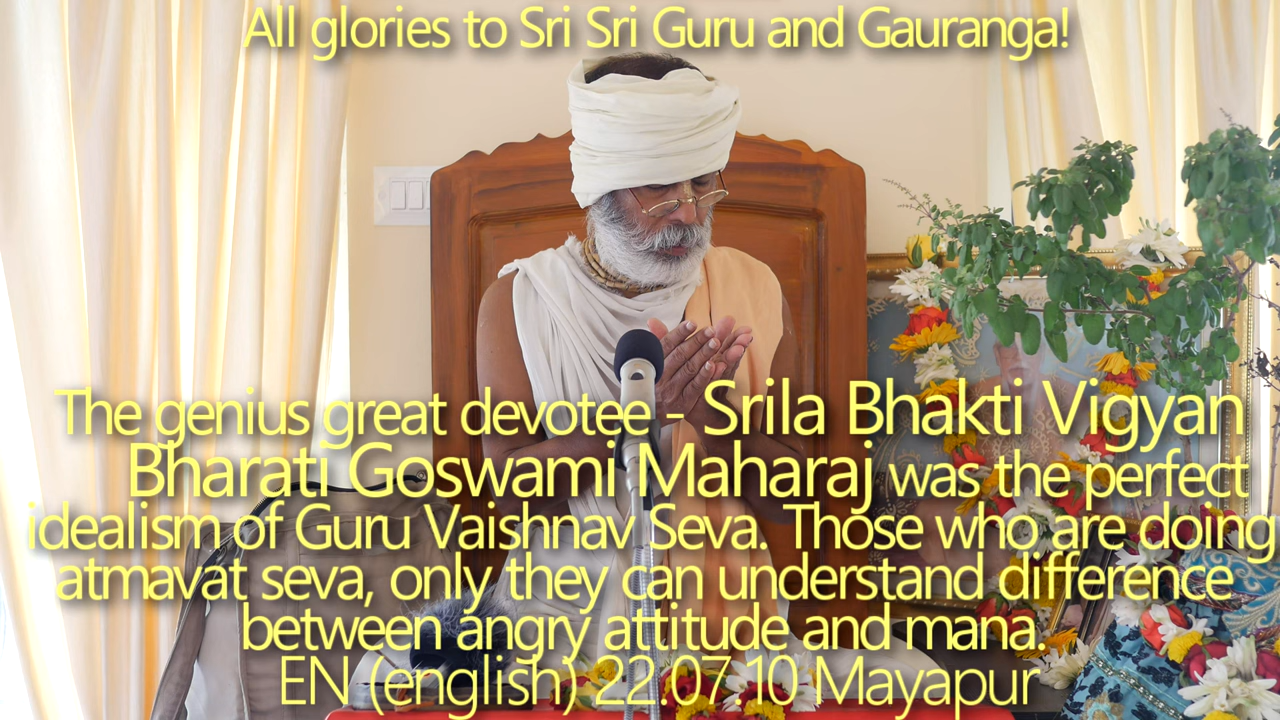 All glories to Sri Sri Guru and Gauranga!
The genius great devotee - Srila Bhakti Vigyan
Bharati Goswami Maharaj was the perfect
idealism of Guru Vaishnav Seva. Those who are doing
atmavat seva, only they can understand difference
between angry attitude and mana.
EN (english) 22.07.10 Mayapur